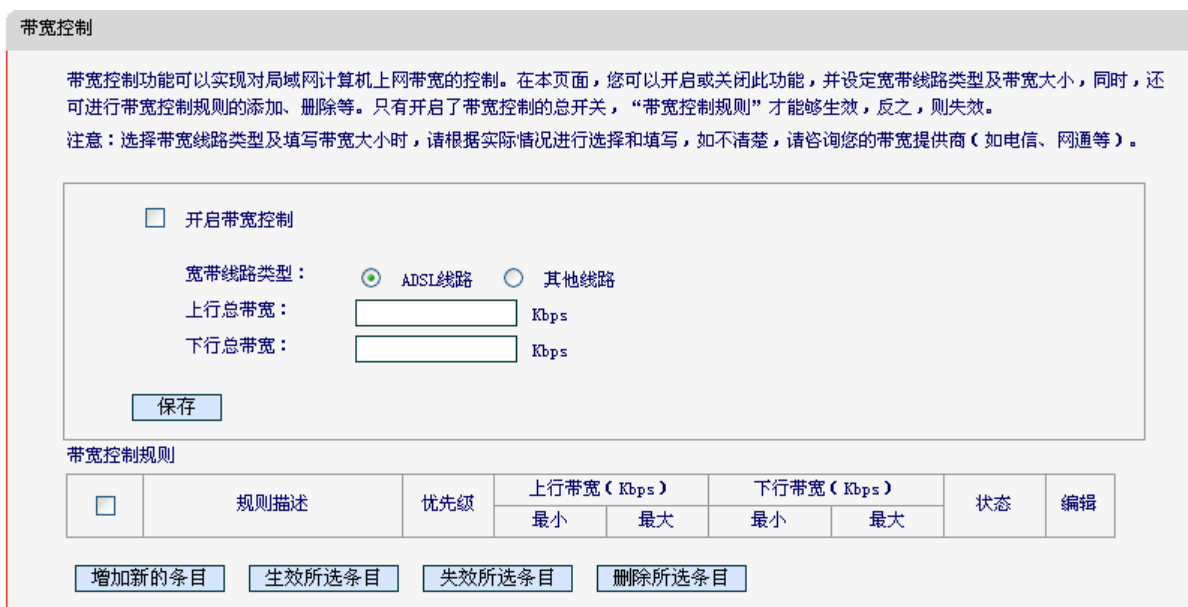 带宽控制
带宽控制功能可以实现对局域网计算机上网带宽的控制。在本页面，您可以开启或关闭此功能，并设定宽带线路类型及带宽大小，同时，还
可进行带宽控制规则的添加、删除等。只有开启了带宽控制的总开关，“带宽控制规则”才能够生效，反之，则失效。
注意：选择带宽线路类型及填写带宽大小时，请根据实际情况进行选择和填写，如不清楚，请咨询您的带宽提供商（如电信、网通等）。
开启带宽控制
宽带线路类型： ADSL线路 其他线路
上行总带宽： Kbps
下行总带宽： Kbps
保存
带宽控制规则
规则描述 优先级 上行带宽（Kbps） 下行带宽（Kbps） 状态 编辑
最小 最大 最小 最大
增加新的条目 生效所选条目 失效所选条目 删除所选条目